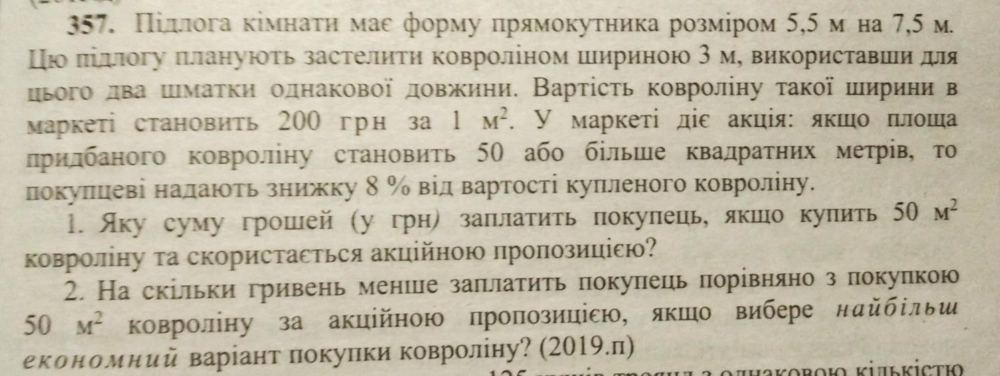 357. Підлога кімнати має форму прямокутника розміром 5,5 м на 7,5 м.
Цю підлогу планують застелити ковроліном шириною 3 м, використавши для
цього два шматки однакової довжини. Вартість ковроліну такої ширини в
маркеті становить 200 грн за 1 м². У маркеті діє акція: якщо площа
придбаного ковроліну становить 50 або більше квадратних метрів, то
покупцеві надають знижку 8 % від вартості купленого ковроліну.
1. Яку суму грошей (у грн) заплатить покупець, якщо купить 50 м²
ковроліну та скористається акційною пропозицією?
2. На скільки гривень менше заплатить покупець порівняно з покупкою
50 м² ковроліну за акційною пропозицією, якщо вибере найбільш
економний варіант покупки ковроліну? (2019.п)
троянд з однаковою кількістю